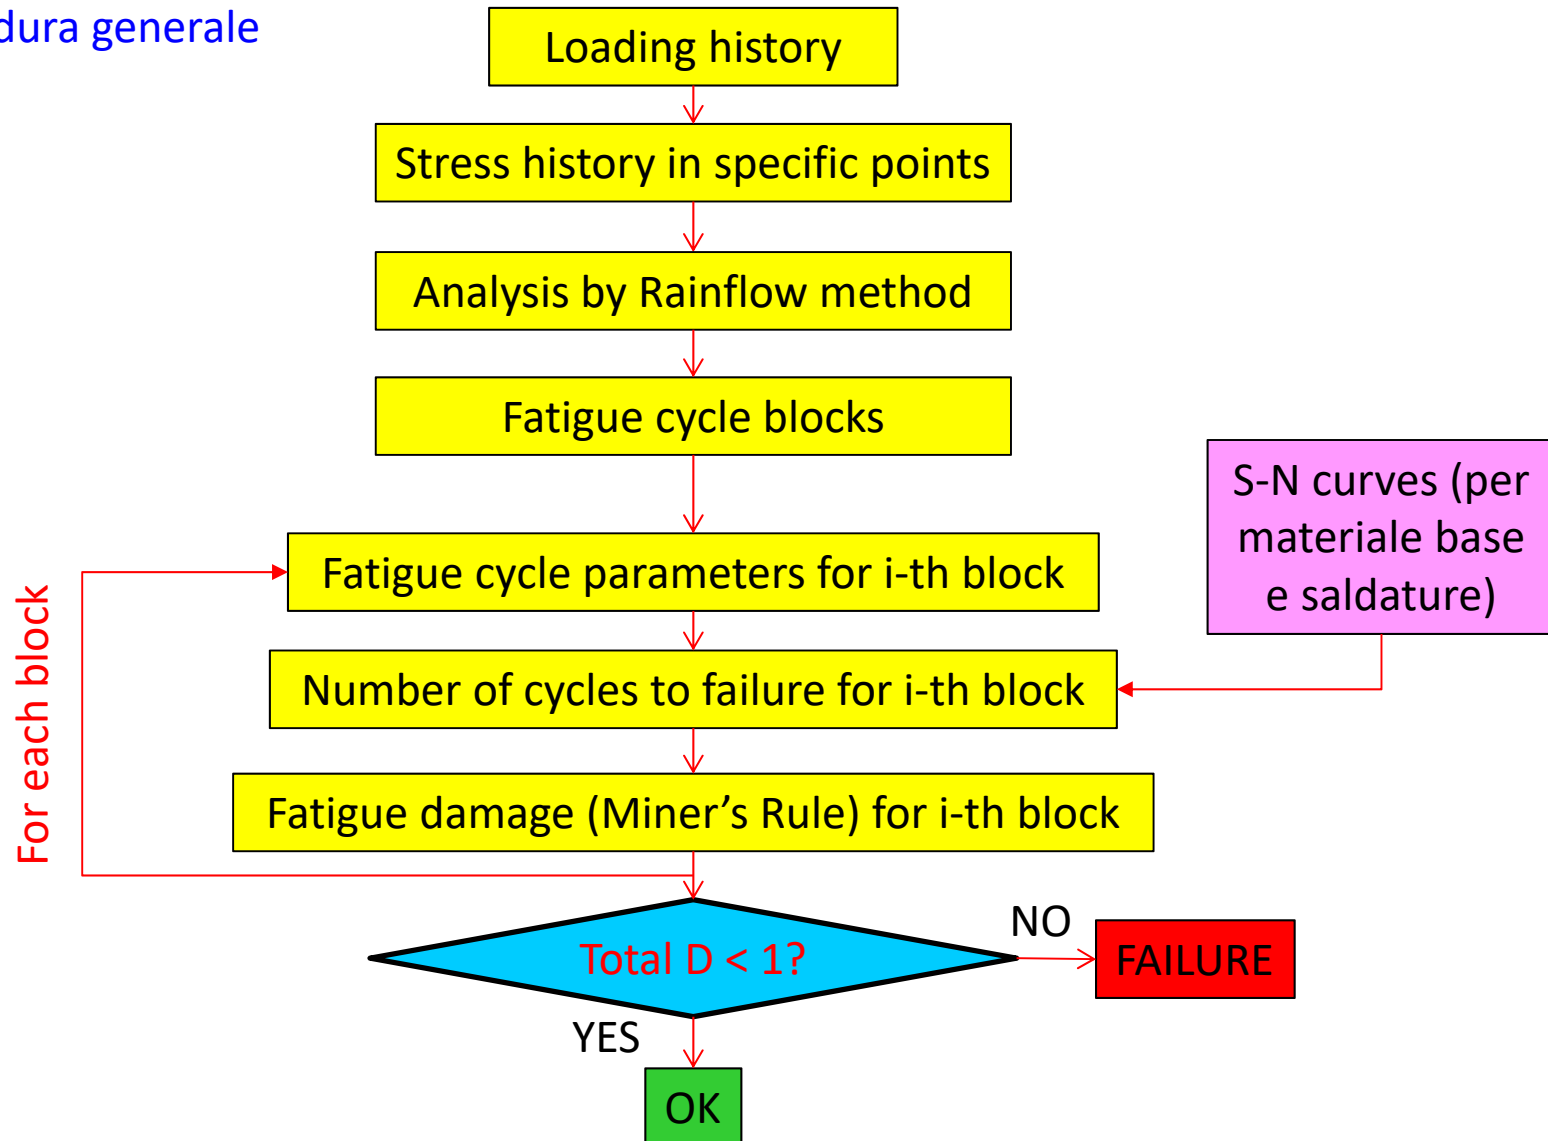 dura generale
Loading history
Stress history in specific points
Analysis by Rainflow method
Fatigue cycle blocks
S-N curves (per
materiale base
e saldature)
Fatigue cycle parameters for i-th block
Number of cycles to failure for i-th block
Fatigue damage (Miner’s Rule) for i-th block
For each block
Total D < 1?
NO
FAILURE
YES
OK